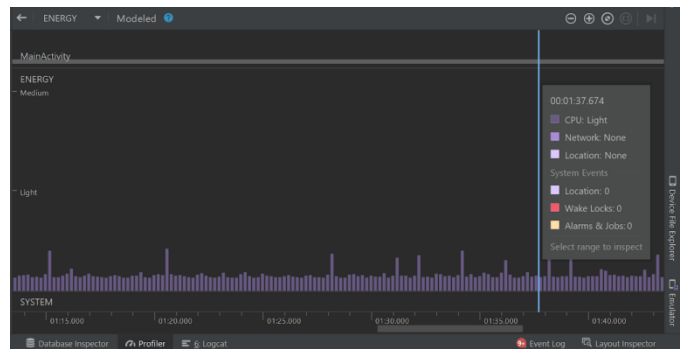 ← ENERGY ▼ Modeled ?
MainActivity
ENERGY
Medium
00:01:37.674
CPU: Light
Network: None
Location: None
System Events
Location: 0
Wake Locks: 0
Alarms & Jobs: 0
Select range to inspect
Light
SYSTEM
01:15.000 01:20.000 01:25.000 01:30.000 01:35.000 01:40.000
Database Inspector Profiler 6: Logcat 9+ Event Log Layout Inspector
Device File Explorer
Emulator